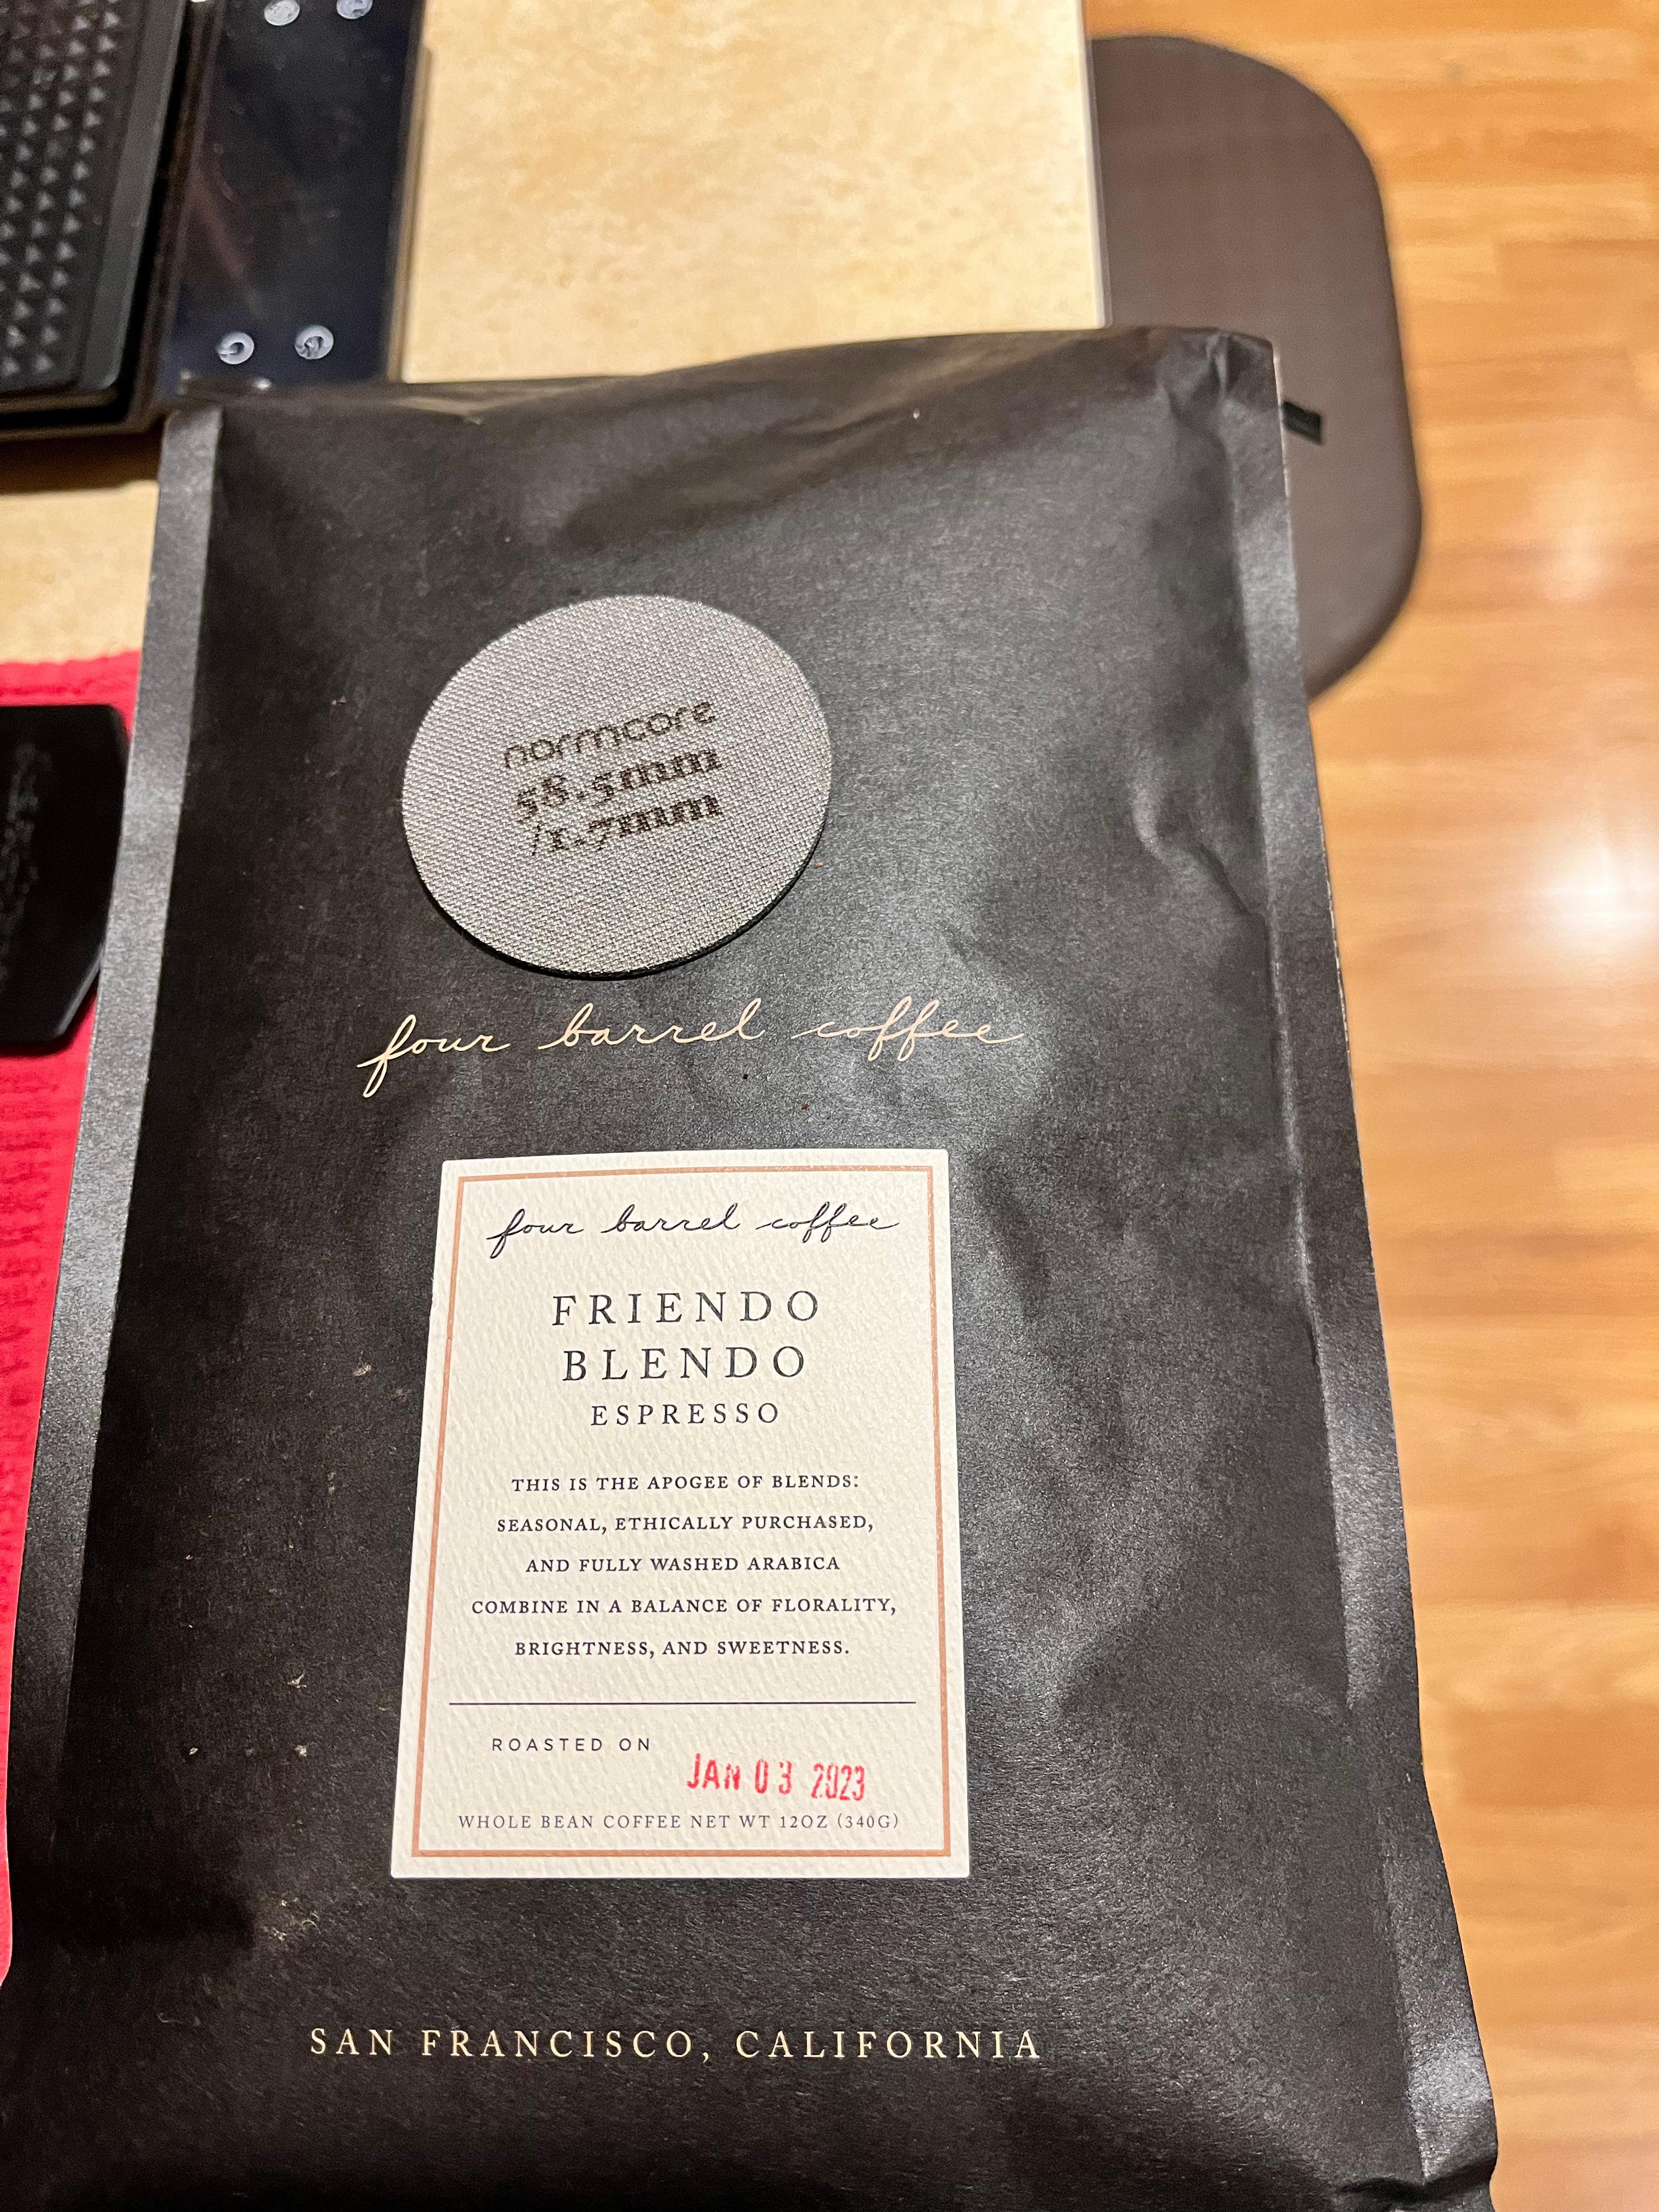 normcore
58.5mm
/1.7mm
four barrel coffee
four barrel coffee
FRIENDO
BLENDO
ESPRESSO
THIS IS THE APOGEE OF BLENDS:
SEASONAL, ETHICALLY PURCHASED,
AND FULLY WASHED ARABICA
COMBINE IN A BALANCE OF FLORALITY,
BRIGHTNESS, AND SWEETNESS.
ROASTED ON
JAN 03 2023
WHOLE BEAN COFFEE NET WT 12OZ (340G)
SAN FRANCISCO, CALIFORNIA